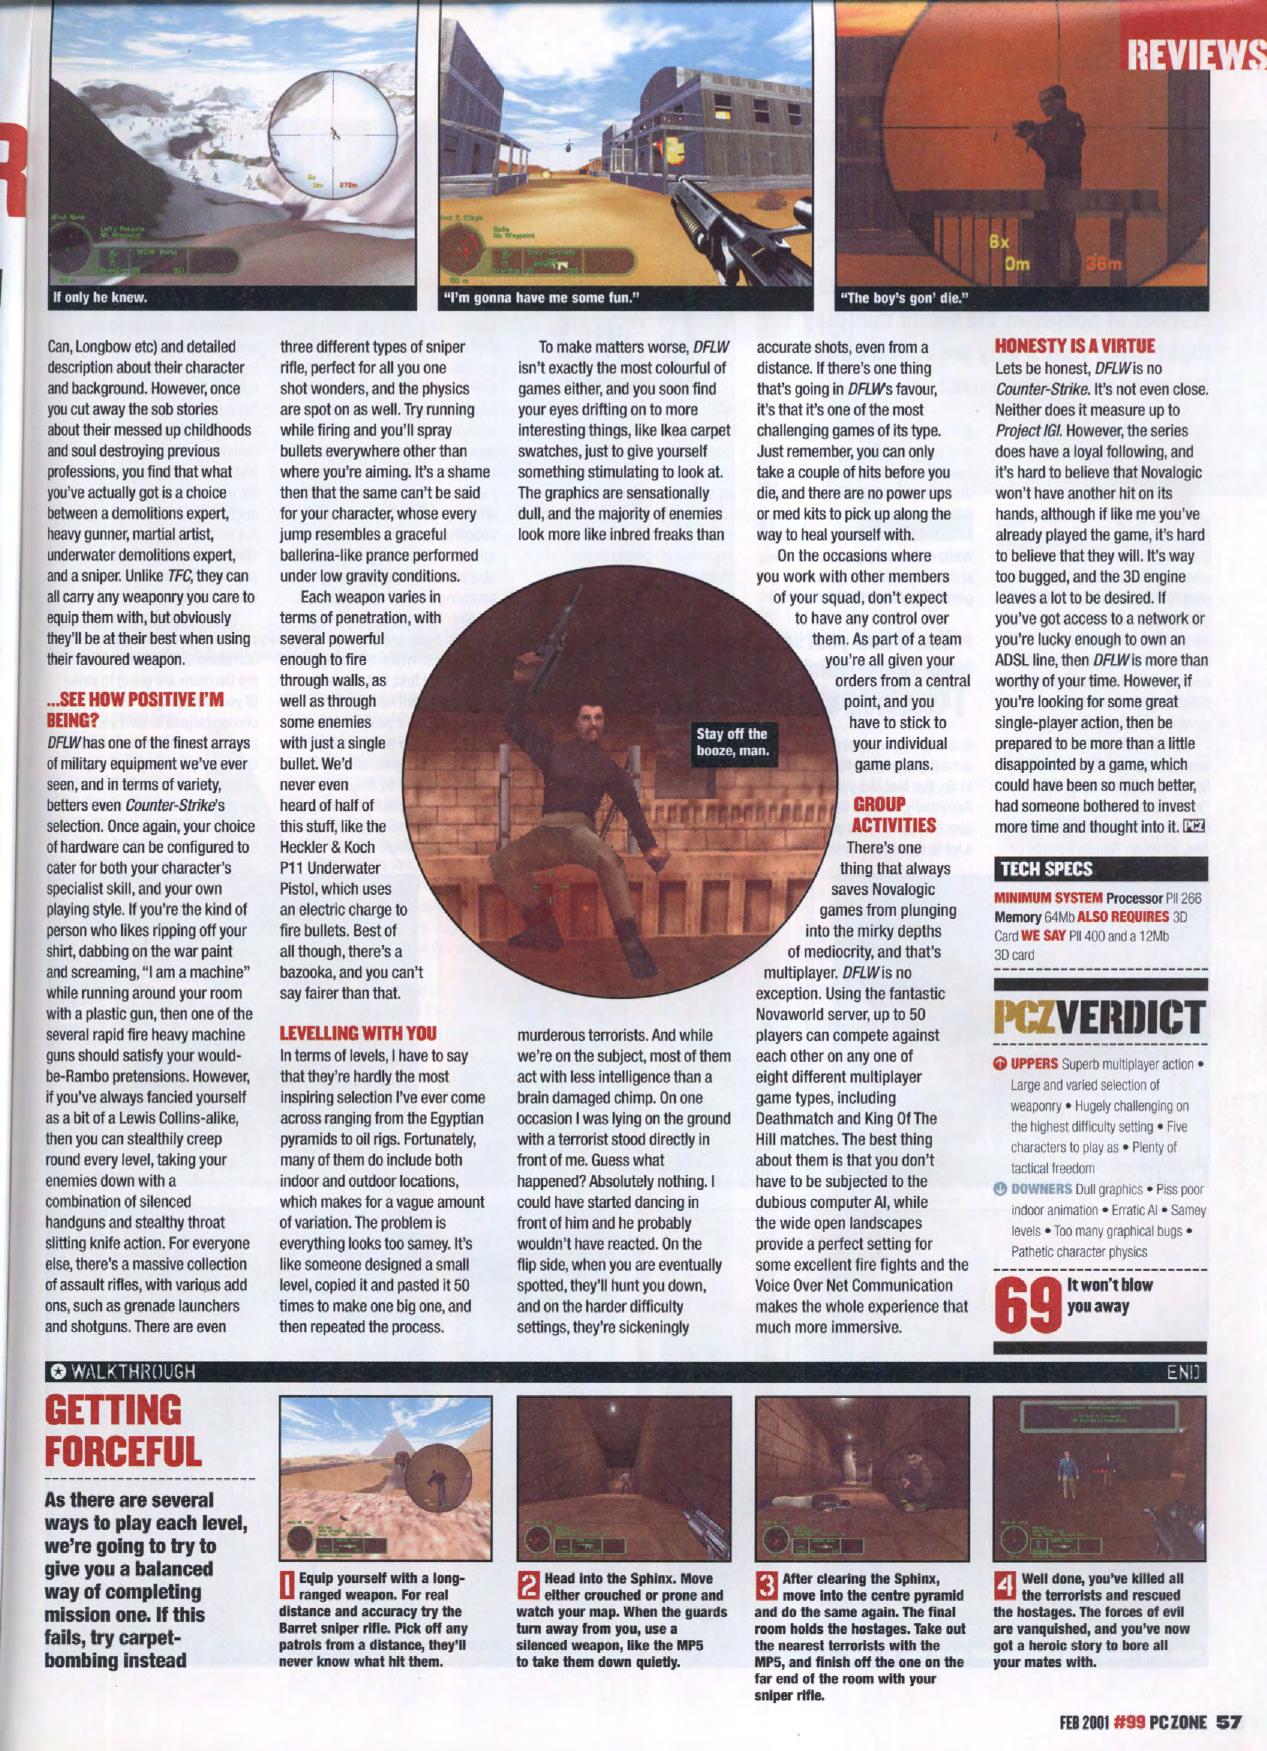 REVIEWS
R
If only he knew.
"I'm gonna have me some fun."
6x
0m
36m
"The boy's gon' die."
Can, Longbow etc) and detailed
description about their character
and background. However, once
you cut away the sob stories
about their messed up childhoods
and soul destroying previous
professions, you find that what
you've actually got is a choice
between a demolitions expert,
heavy gunner, martial artist,
underwater demolitions expert,
and a sniper. Unlike TFC, they can
all carry any weaponry you care to
equip them with, but obviously
they'll be at their best when using
their favoured weapon.
...SEE HOW POSITIVE I'M
BEING?
DFLW has one of the finest arrays
of military equipment we've ever
seen, and in terms of variety,
betters even Counter-Strike's
selection. Once again, your choice
of hardware can be configured to
cater for both your character's
specialist skill, and your own
playing style. If you're the kind of
person who likes ripping off your
shirt, dabbing on the war paint
and screaming, "I am a machine"
while running around your room
with a plastic gun, then one of the
several rapid fire heavy machine
guns should satisfy your would-
be-Rambo pretensions. However,
if you've always fancied yourself
as a bit of a Lewis Collins-alike,
then you can stealthily creep
round every level, taking your
enemies down with a
combination of silenced
handguns and stealthy throat
slitting knife action. For everyone
else, there's a massive collection
of assault rifles, with various add
ons, such as grenade launchers
and shotguns. There are even
three different types of sniper
rifle, perfect for all you one
shot wonders, and the physics
are spot on as well. Try running
while firing and you'll spray
bullets everywhere other than
where you're aiming. It's a shame
then that the same can't be said
for your character, whose every
jump resembles a graceful
ballerina-like prance performed
under low gravity conditions.
Each weapon varies in
terms of penetration, with
several powerful
enough to fire
through walls, as
well as through
some enemies
with just a single
bullet. We'd
never even
heard of half of
this stuff, like the
Heckler & Koch
P11 Underwater
Pistol, which uses
an electric charge to
fire bullets. Best of
all though, there's a
bazooka, and you can't
say fairer than that.
LEVELLING WITH YOU
In terms of levels, I have to say
that they're hardly the most
inspiring selection I've ever come
across ranging from the Egyptian
pyramids to oil rigs. Fortunately,
many of them do include both
indoor and outdoor locations,
which makes for a vague amount
of variation. The problem is
everything looks too samey. It's
like someone designed a small
level, copied it and pasted it 50
times to make one big one, and
then repeated the process.
To make matters worse, DFLW
isn't exactly the most colourful of
games either, and you soon find
your eyes drifting on to more
interesting things, like Ikea carpet
swatches, just to give yourself
something stimulating to look at.
The graphics are sensationally
dull, and the majority of enemies
look more like inbred freaks than
Stay off the
booze, man.
murderous terrorists. And while
we're on the subject, most of them
act with less intelligence than a
brain damaged chimp. On one
occasion I was lying on the ground
with a terrorist stood directly in
front of me. Guess what
happened? Absolutely nothing. I
could have started dancing in
front of him and he probably
wouldn't have reacted. On the
flip side, when you are eventually
spotted, they'll hunt you down,
and on the harder difficulty
settings, they're sickeningly
accurate shots, even from a
distance. If there's one thing
that's going in DFLW's favour,
it's that it's one of the most
challenging games of its type.
Just remember, you can only
take a couple of hits before you
die, and there are no power ups
or med kits to pick up along the
way to heal yourself with.
On the occasions where
you work with other members
of your squad, don't expect
to have any control over
them. As part of a team
you're all given your
orders from a central
point, and you
have to stick to
your individual
game plans.
GROUP
ACTIVITIES
There's one
thing that always
saves Novalogic
games from plunging
into the mirky depths
of mediocrity, and that's
multiplayer. DFLW is no
exception. Using the fantastic
Novaworld server, up to 50
players can compete against
each other on any one of
eight different multiplayer
game types, including
Deathmatch and King Of The
Hill matches. The best thing
about them is that you don't
have to be subjected to the
dubious computer AI, while
the wide open landscapes
provide a perfect setting for
some excellent fire fights and the
Voice Over Net Communication
makes the whole experience that
much more immersive.
HONESTY IS A VIRTUE
Lets be honest, DFLW is no
Counter-Strike. It's not even close.
Neither does it measure up to
Project IGI. However, the series
does have a loyal following, and
it's hard to believe that Novalogic
won't have another hit on its
hands, although if like me you've
already played the game, it's hard
to believe that they will. It's way
too bugged, and the 3D engine
leaves a lot to be desired. If
you've got access to a network or
you're lucky enough to own an
ADSL line, then DFLW is more than
worthy of your time. However, if
you're looking for some great
single-player action, then be
prepared to be more than a little
disappointed by a game, which
could have been so much better,
had someone bothered to invest
more time and thought into it. PCZ
TECH SPECS
MINIMUM SYSTEM Processor PII 266
Memory 64Mb ALSO REQUIRES 3D
Card WE SAY PII 400 and a 12Mb
3D card
PCZVERDICT
UPPERS Superb multiplayer action •
Large and varied selection of
weaponry • Hugely challenging on
the highest difficulty setting • Five
characters to play as • Plenty of
tactical freedom
DOWNERS Dull graphics • Piss poor
indoor animation • Erratic AI • Samey
levels • Too many graphical bugs •
Pathetic character physics
69 It won't blow
you away
WALKTHROUGH
END
GETTING
FORCEFUL
As there are several
ways to play each level,
we're going to try to
give you a balanced
way of completing
mission one. If this
fails, try carpet-
bombing instead
1 Equip yourself with a long-
ranged weapon. For real
distance and accuracy try the
Barret sniper rifle. Pick off any
patrols from a distance, they'll
never know what hit them.
2 Head into the Sphinx. Move
either crouched or prone and
watch your map. When the guards
turn away from you, use a
silenced weapon, like the MP5
to take them down quietly.
3 After clearing the Sphinx,
move into the centre pyramid
and do the same again. The final
room holds the hostages. Take out
the nearest terrorists with the
MP5, and finish off the one on the
far end of the room with your
sniper rifle.
4 Well done, you've killed all
the terrorists and rescued
the hostages. The forces of evil
are vanquished, and you've now
got a heroic story to bore all
your mates with.
FEB 2001 #99 PC ZONE 57